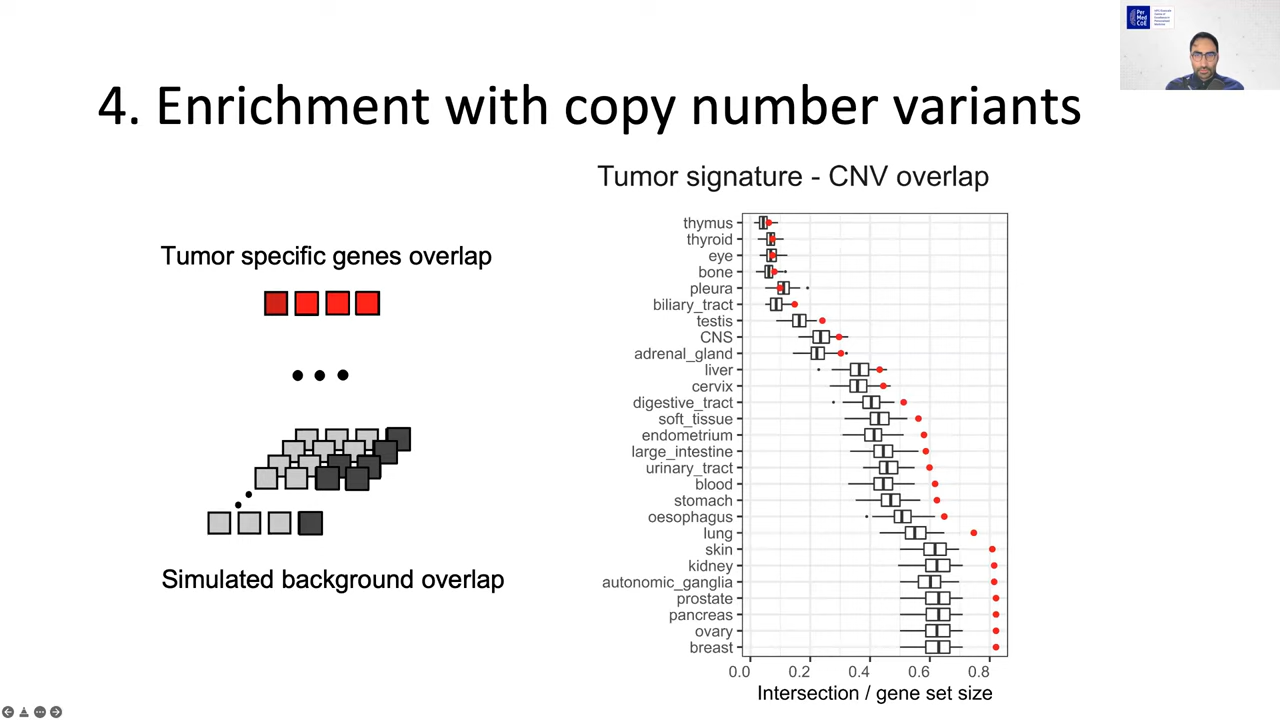 Per
Med
CoE
4. Enrichment with copy number variants
Tumor signature - CNV overlap
Tumor specific genes overlap
Simulated background overlap
thymus
thyroid
eye
bone
pleura
biliary_tract
testis
CNS
adrenal_gland
liver
cervix
digestive_tract
soft_tissue
endometrium
large_intestine
urinary_tract
blood
stomach
oesophagus
lung
skin
kidney
autonomic_ganglia
prostate
pancreas
ovary
breast
0.0 0.2 0.4 0.6 0.8
Intersection / gene set size